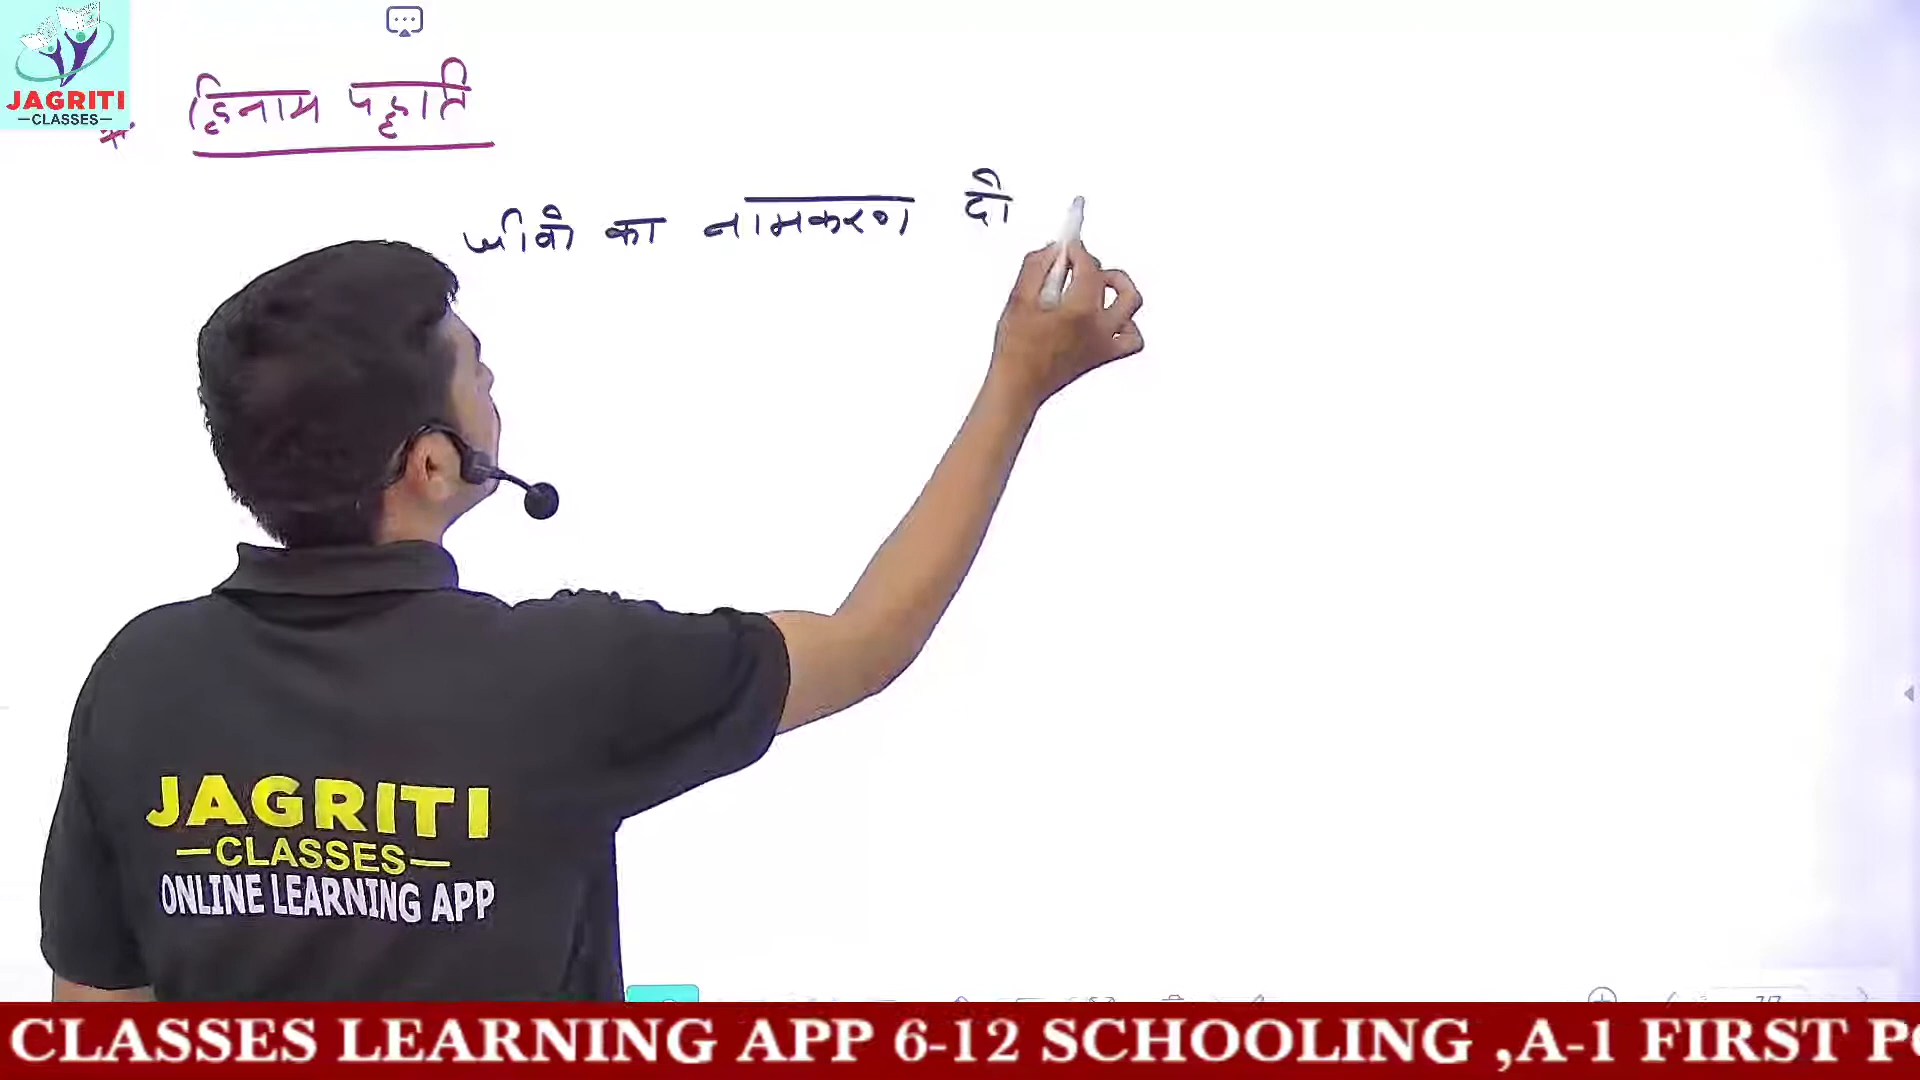 JAGRITI
CLASSES
द्विनाम पद्धति
जीवो का नामकरण दो
JAGRITI
CLASSES
ONLINE LEARNING APP
CLASSES LEARNING APP 6-12 SCHOOLING ,A-1 FIRST